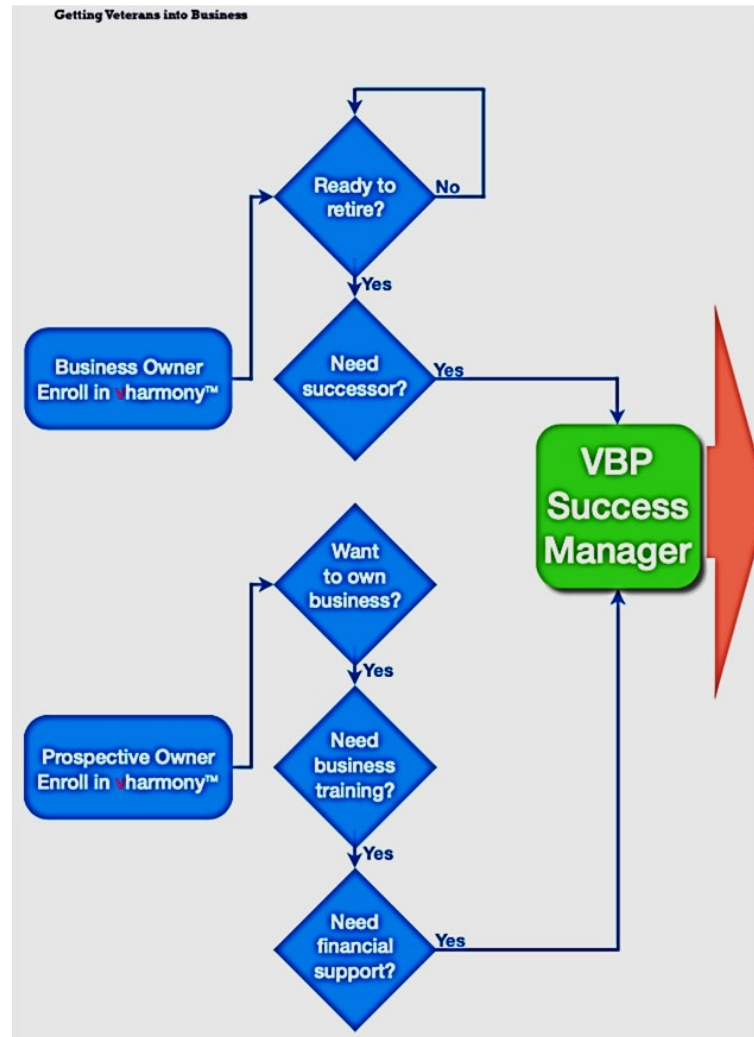 Getting Veterans into Business
Ready to
retire?
No
Yes
Business Owner
Enroll in vharmony™
Need
successor?
Yes
VBP
Success
Manager
Want
to own
business?
Yes
Prospective Owner
Enroll in vharmony™
Need
business
training?
Yes
Need
financial
support?
Yes